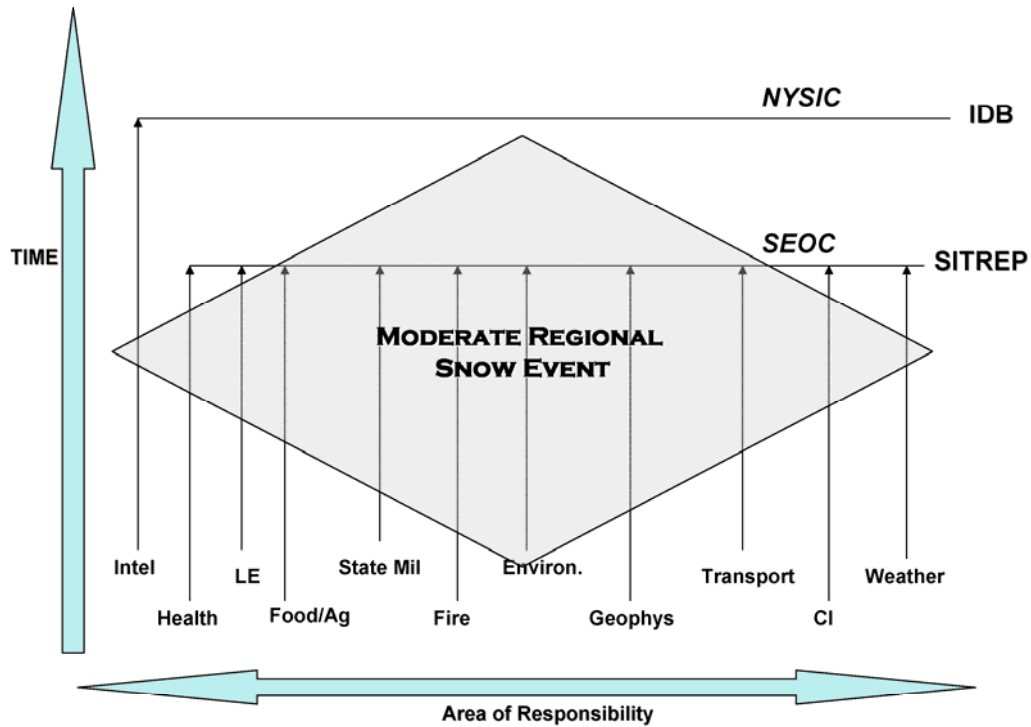 NYSIC
IDB
TIME
SEOC
SITREP
MODERATE REGIONAL
SNOW EVENT
Intel
LE
State Mil
Environ.
Transport
Weather
Health
Food/Ag
Fire
Geophys
CI
Area of Responsibility